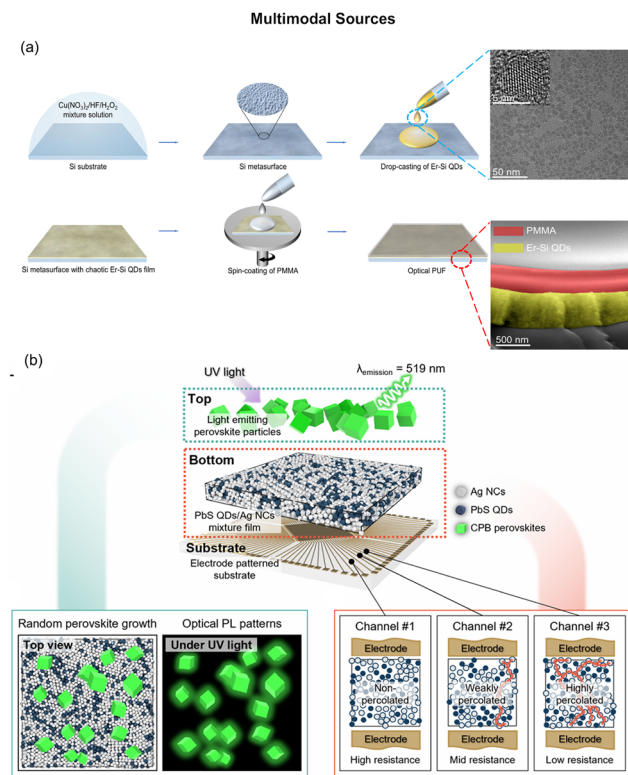 Multimodal Sources
(a)
Cu(NO3)2/HF/H2O2
mixture solution
Si substrate
Si metasurface
Drop-casting of Er-Si QDs
5 nm
50 nm
Si metasurface with chaotic Er-Si QDs film
Spin-coating of PMMA
Optical PUF
PMMA
Er-Si QDs
500 nm
(b)
UV light
λemission = 519 nm
Top
Light emitting
perovskite particles
Bottom
PbS QDs/Ag NCs
mixture film
Substrate
Electrode patterned
substrate
Ag NCs
PbS QDs
CPB perovskites
Random perovskite growth
Top view
Optical PL patterns
Under UV light
Channel #1
Electrode
Non-
percolated
Electrode
High resistance
Channel #2
Electrode
Weakly
percolated
Electrode
Mid resistance
Channel #3
Electrode
Highly
percolated
Electrode
Low resistance